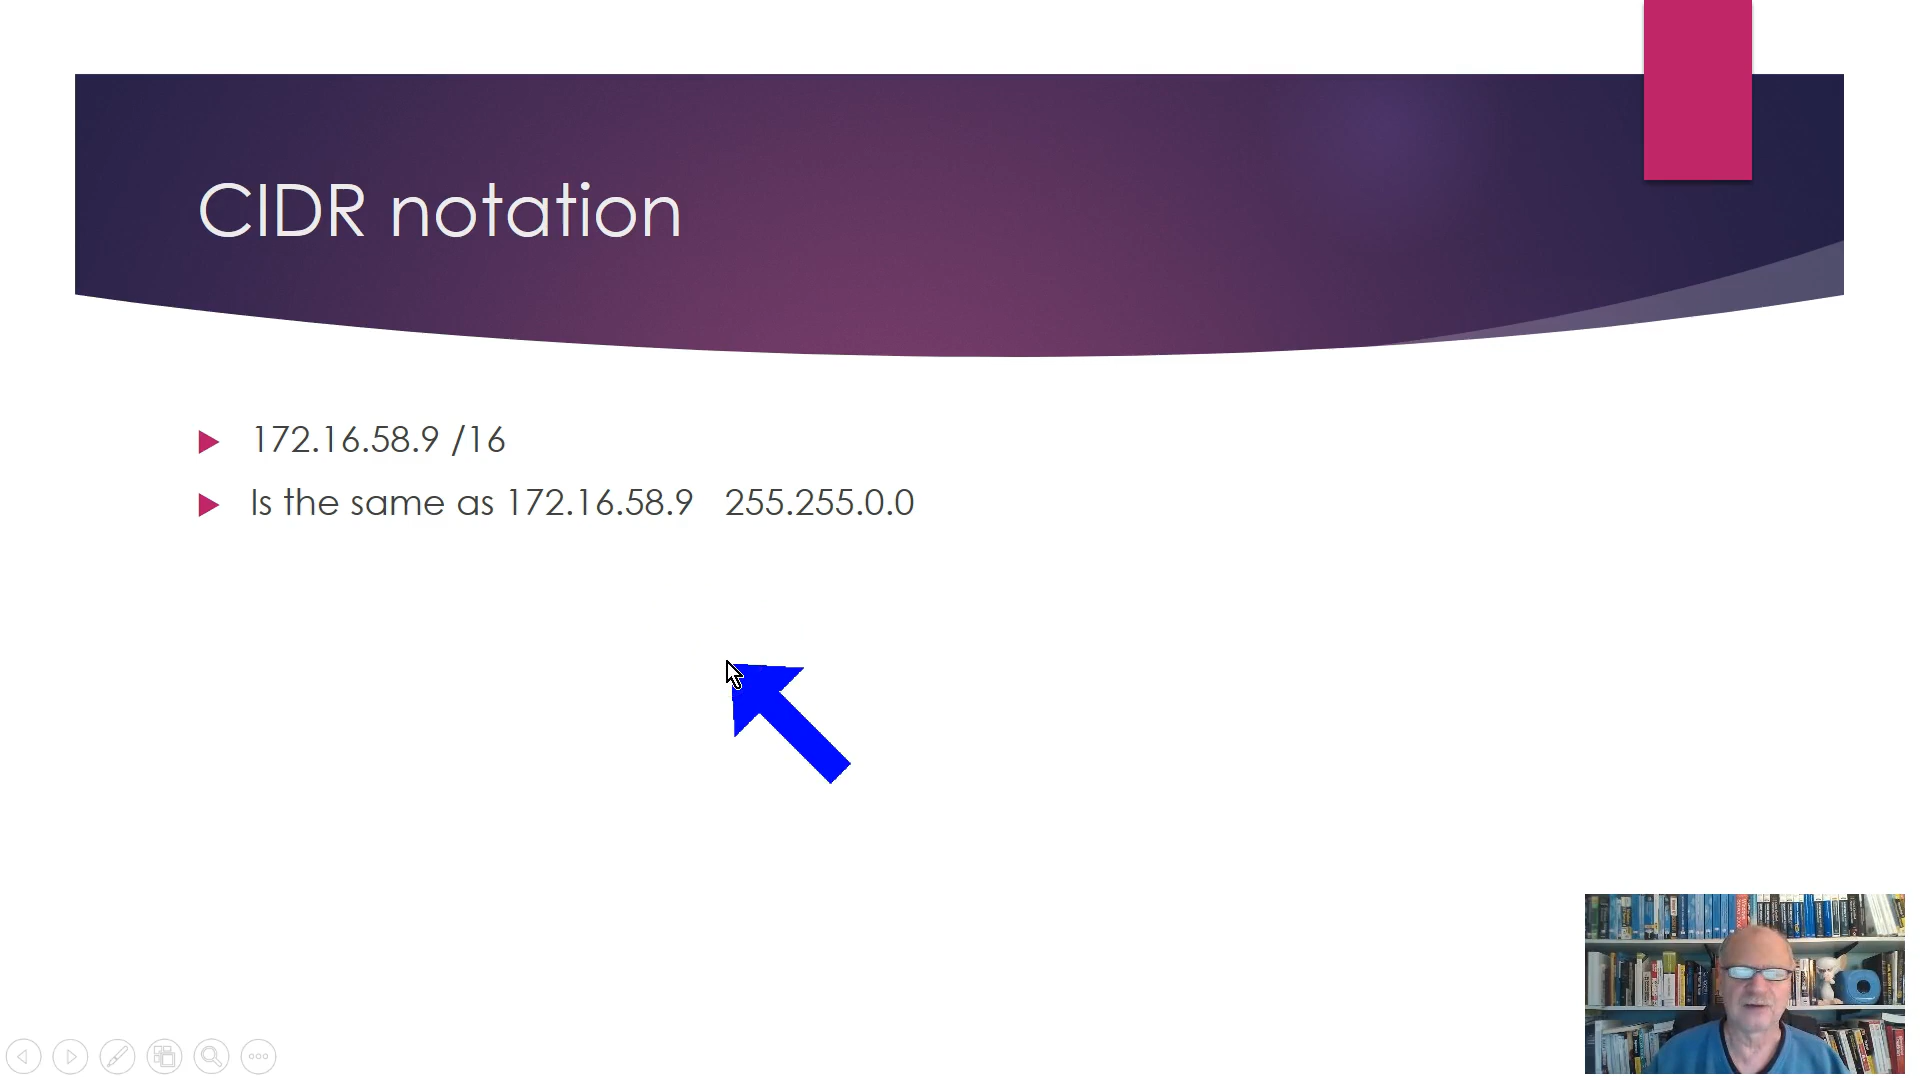 CIDR notation
172.16.58.9 /16
Is the same as 172.16.58.9 255.255.0.0